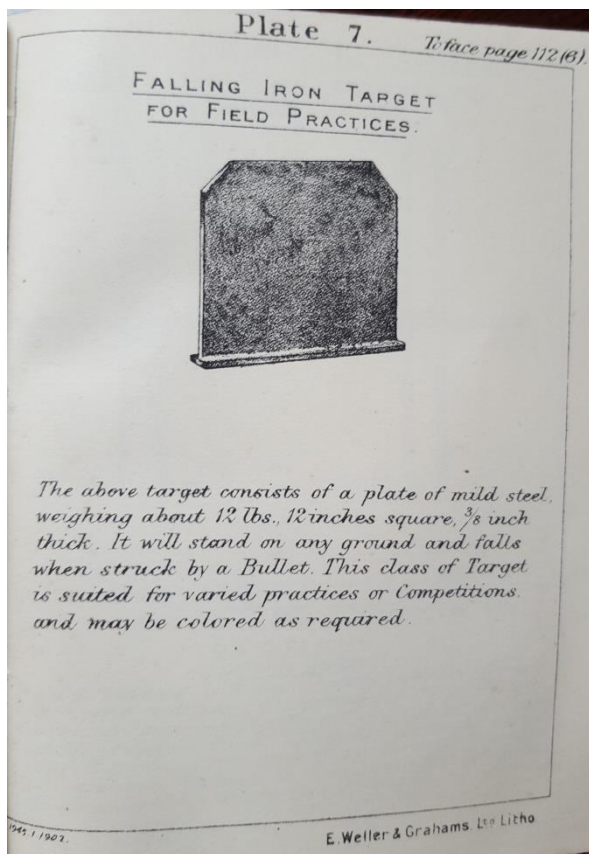 Plate 7.
To face page 112(6).
FALLING IRON TARGET
FOR FIELD PRACTICES.
The above target consists of a plate of mild steel,
weighing about 12 lbs., 12 inches square, 3/8 inch
thick. It will stand on any ground and falls
when struck by a Bullet. This class of Target
is suited for varied practices or Competitions.
and may be colored as required.
E. Weller & Grahams. Ltd Litho